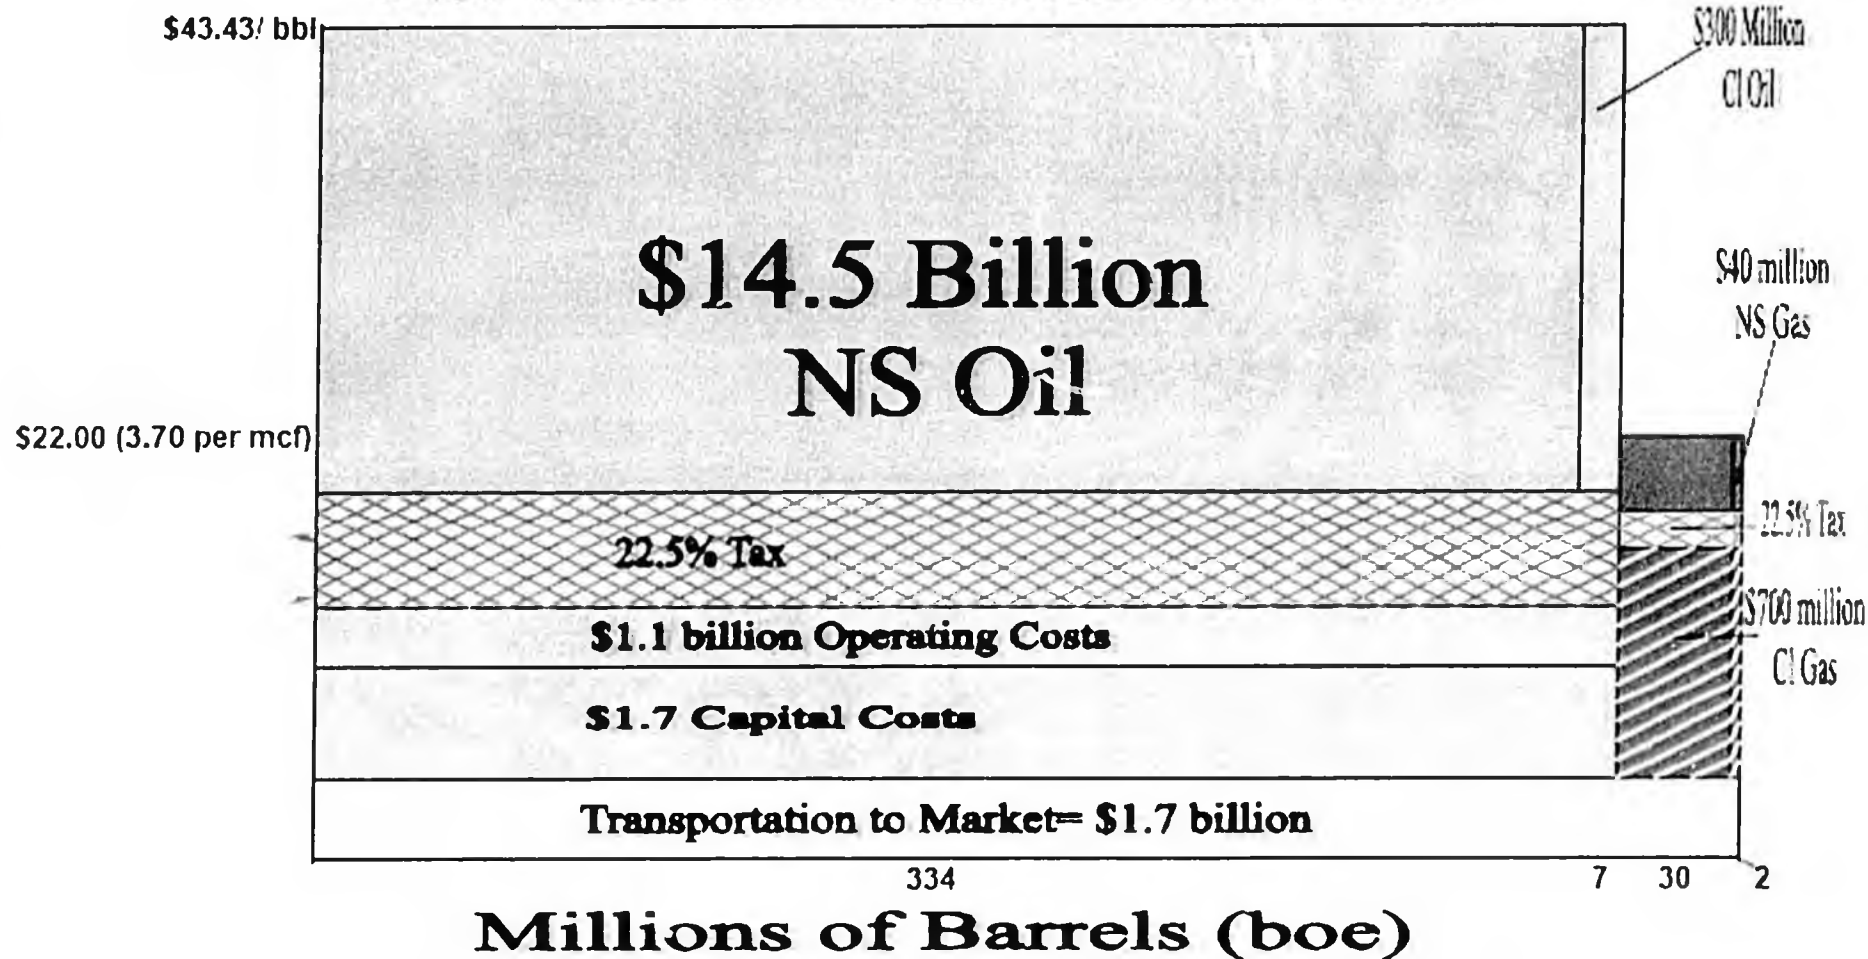 $43.43/ bbl
$300 Million
CI Oil
$14.5 Billion
NS Oil
$40 million
NS Gas
$22.00 (3.70 per mcf)
22.5% Tax
22.5% Tax
$1.1 billion Operating Costs
$700 million
CI Gas
$1.7 Capital Costs
Transportation to Market= $1.7 billion
334
7
30
2
Millions of Barrels (boe)